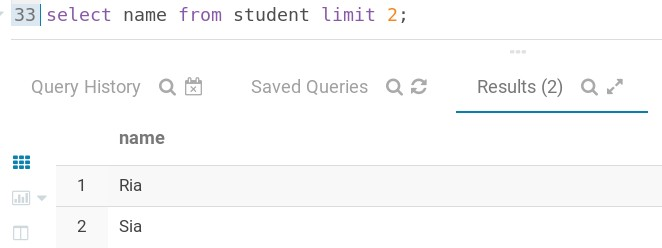 33 select name from student limit 2;
Query History Saved Queries Results (2)
name
1 Ria
2 Sia